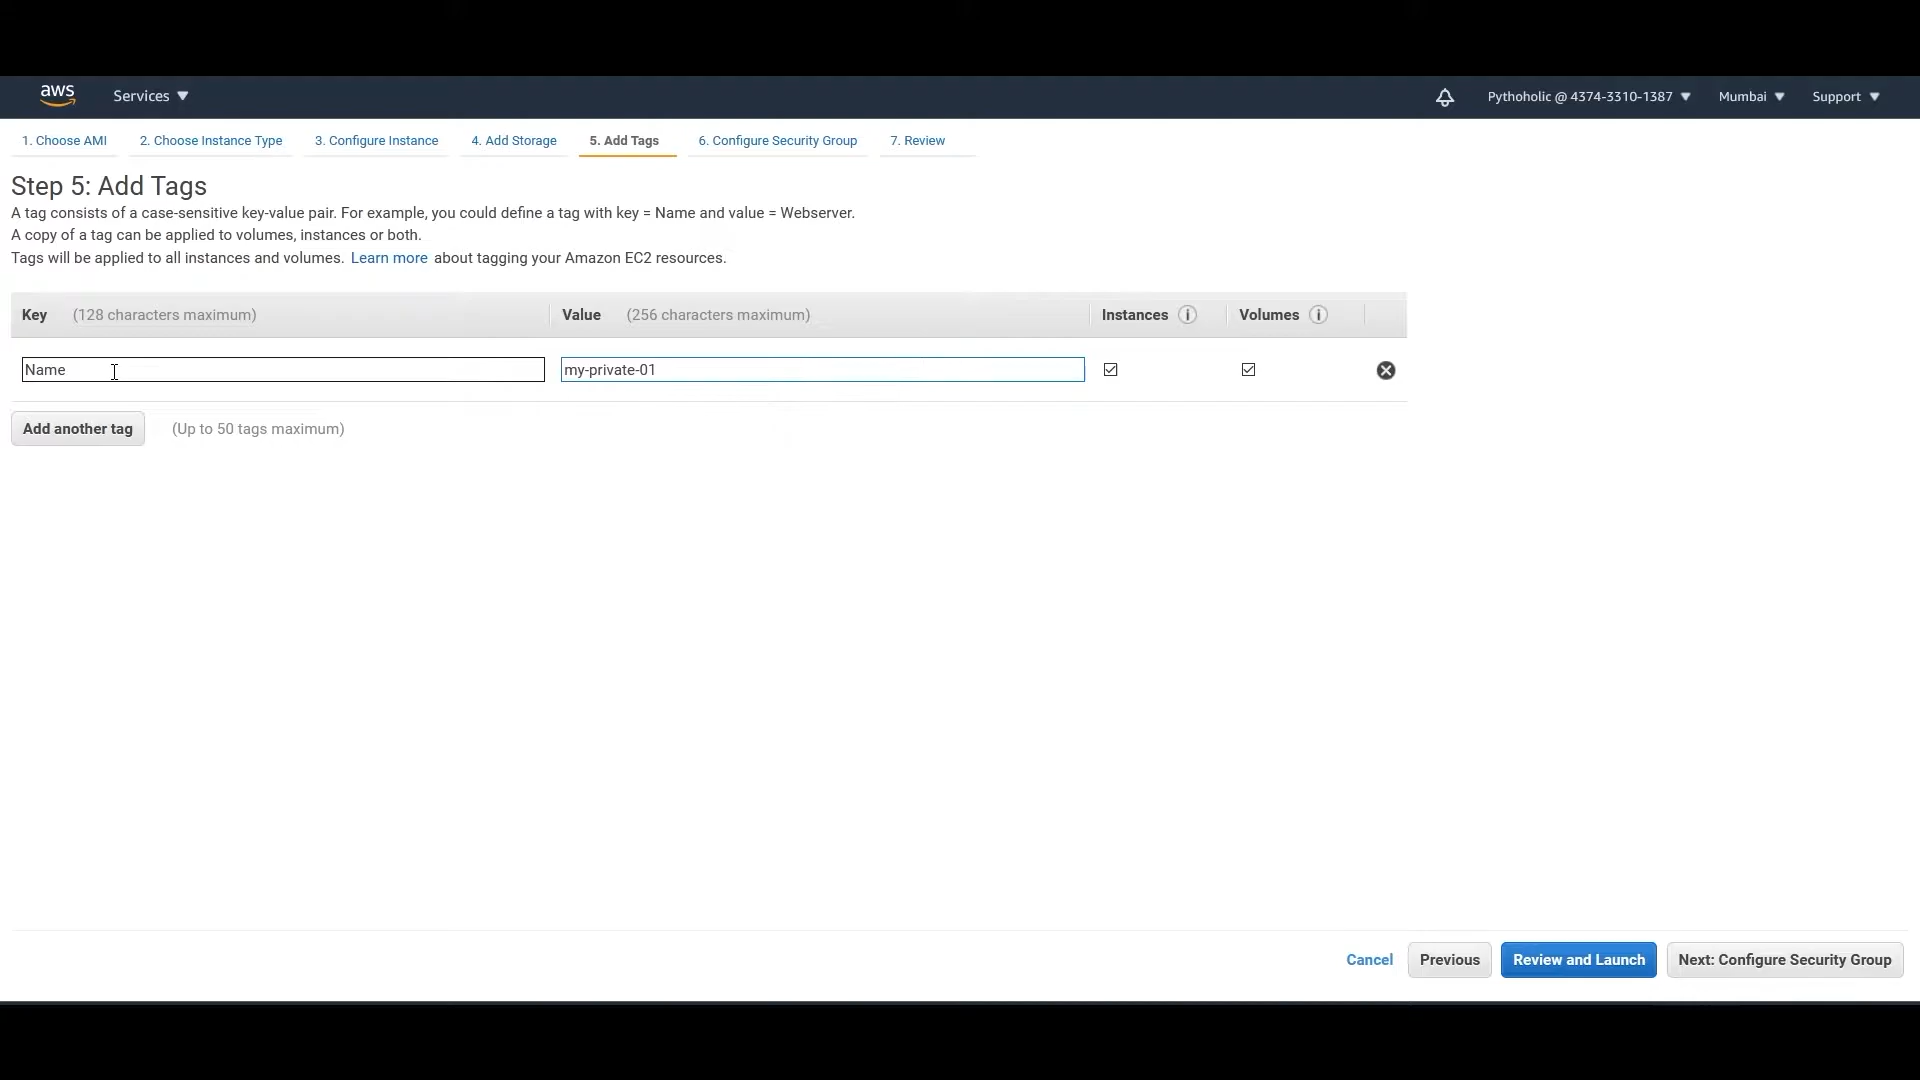 aws Services Pythoholic @ 4374-3310-1387 Mumbai Support
1. Choose AMI 2. Choose Instance Type 3. Configure Instance 4. Add Storage 5. Add Tags 6. Configure Security Group 7. Review
Step 5: Add Tags
A tag consists of a case-sensitive key-value pair. For example, you could define a tag with key = Name and value = Webserver.
A copy of a tag can be applied to volumes, instances or both.
Tags will be applied to all instances and volumes. Learn more about tagging your Amazon EC2 resources.
Key (128 characters maximum) Value (256 characters maximum) Instances i Volumes i
Name my-private-01
Add another tag (Up to 50 tags maximum)
Cancel Previous Review and Launch Next: Configure Security Group